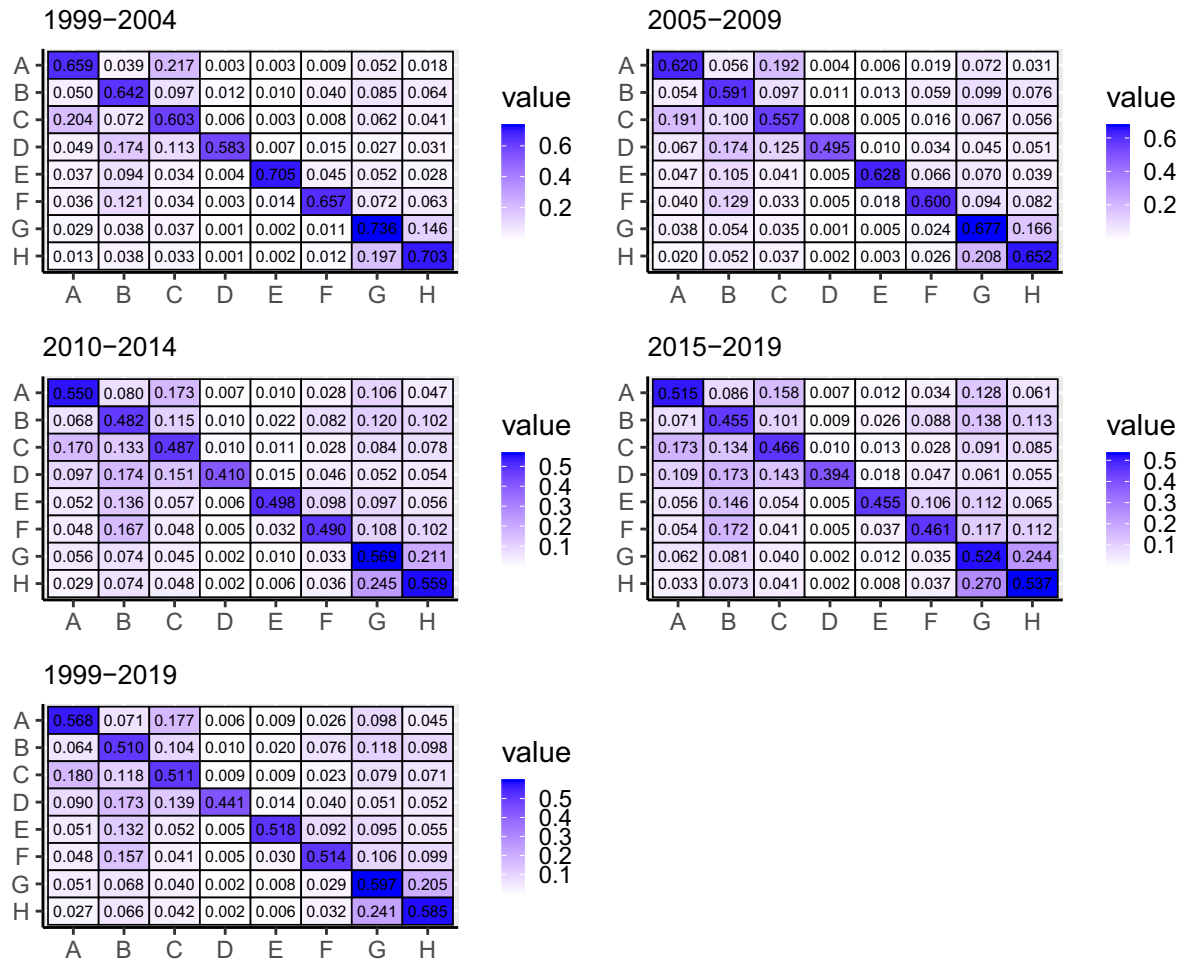 1999−2004
A 0.659 0.039 0.217 0.003 0.003 0.009 0.052 0.018
B 0.050 0.642 0.097 0.012 0.010 0.040 0.085 0.064
C 0.204 0.072 0.603 0.006 0.003 0.008 0.062 0.041
D 0.049 0.174 0.113 0.583 0.007 0.015 0.027 0.031
E 0.037 0.094 0.034 0.004 0.705 0.045 0.052 0.028
F 0.036 0.121 0.034 0.003 0.014 0.657 0.072 0.063
G 0.029 0.038 0.037 0.001 0.002 0.011 0.736 0.146
H 0.013 0.038 0.033 0.001 0.002 0.012 0.197 0.703
A B C D E F G H
value
0.6
0.4
0.2
2005−2009
A 0.620 0.056 0.192 0.004 0.006 0.019 0.072 0.031
B 0.054 0.591 0.097 0.011 0.013 0.059 0.099 0.076
C 0.191 0.100 0.557 0.008 0.005 0.016 0.067 0.056
D 0.067 0.174 0.125 0.495 0.010 0.034 0.045 0.051
E 0.047 0.105 0.041 0.005 0.628 0.066 0.070 0.039
F 0.040 0.129 0.033 0.005 0.018 0.600 0.094 0.082
G 0.038 0.054 0.035 0.001 0.005 0.024 0.677 0.166
H 0.020 0.052 0.037 0.002 0.003 0.026 0.208 0.652
A B C D E F G H
value
0.6
0.4
0.2
2010−2014
A 0.550 0.080 0.173 0.007 0.010 0.028 0.106 0.047
B 0.068 0.482 0.115 0.010 0.022 0.082 0.120 0.102
C 0.170 0.133 0.487 0.010 0.011 0.028 0.084 0.078
D 0.097 0.174 0.151 0.410 0.015 0.046 0.052 0.054
E 0.052 0.136 0.057 0.006 0.498 0.098 0.097 0.056
F 0.048 0.167 0.048 0.005 0.032 0.490 0.108 0.102
G 0.056 0.074 0.045 0.002 0.010 0.033 0.569 0.211
H 0.029 0.074 0.048 0.002 0.006 0.036 0.245 0.559
A B C D E F G H
value
0.5
0.4
0.3
0.2
0.1
2015−2019
A 0.515 0.086 0.158 0.007 0.012 0.034 0.128 0.061
B 0.071 0.455 0.101 0.009 0.026 0.088 0.138 0.113
C 0.173 0.134 0.466 0.010 0.013 0.028 0.091 0.085
D 0.109 0.173 0.143 0.394 0.018 0.047 0.061 0.055
E 0.056 0.146 0.054 0.005 0.455 0.106 0.112 0.065
F 0.054 0.172 0.041 0.005 0.037 0.461 0.117 0.112
G 0.062 0.081 0.040 0.002 0.012 0.035 0.524 0.244
H 0.033 0.073 0.041 0.002 0.008 0.037 0.270 0.537
A B C D E F G H
value
0.5
0.4
0.3
0.2
0.1
1999−2019
A 0.568 0.071 0.177 0.006 0.009 0.026 0.098 0.045
B 0.064 0.510 0.104 0.010 0.020 0.076 0.118 0.098
C 0.180 0.118 0.511 0.009 0.009 0.023 0.079 0.071
D 0.090 0.173 0.139 0.441 0.014 0.040 0.051 0.052
E 0.051 0.132 0.052 0.005 0.518 0.092 0.095 0.055
F 0.048 0.157 0.041 0.005 0.030 0.514 0.106 0.099
G 0.051 0.068 0.040 0.002 0.008 0.029 0.597 0.205
H 0.027 0.066 0.042 0.002 0.006 0.032 0.241 0.585
A B C D E F G H
value
0.5
0.4
0.3
0.2
0.1